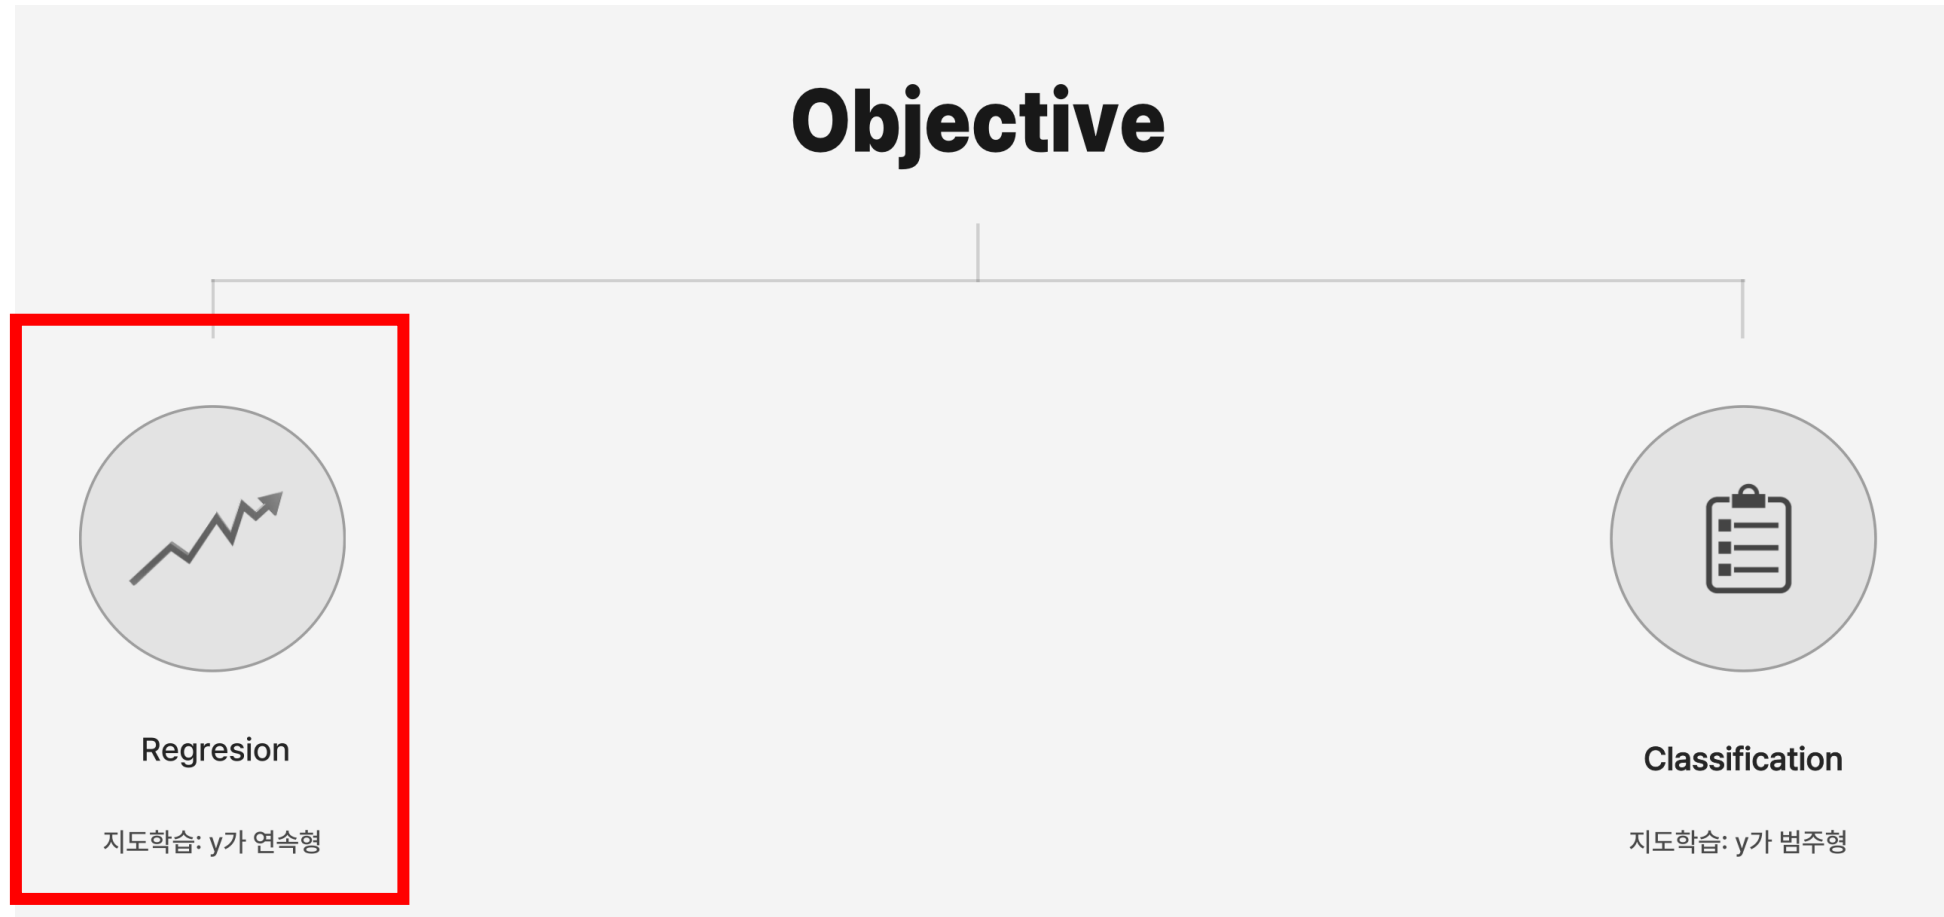 Objective
Regresion
Classification
지도학습: y가 연속형
지도학습: y가 범주형